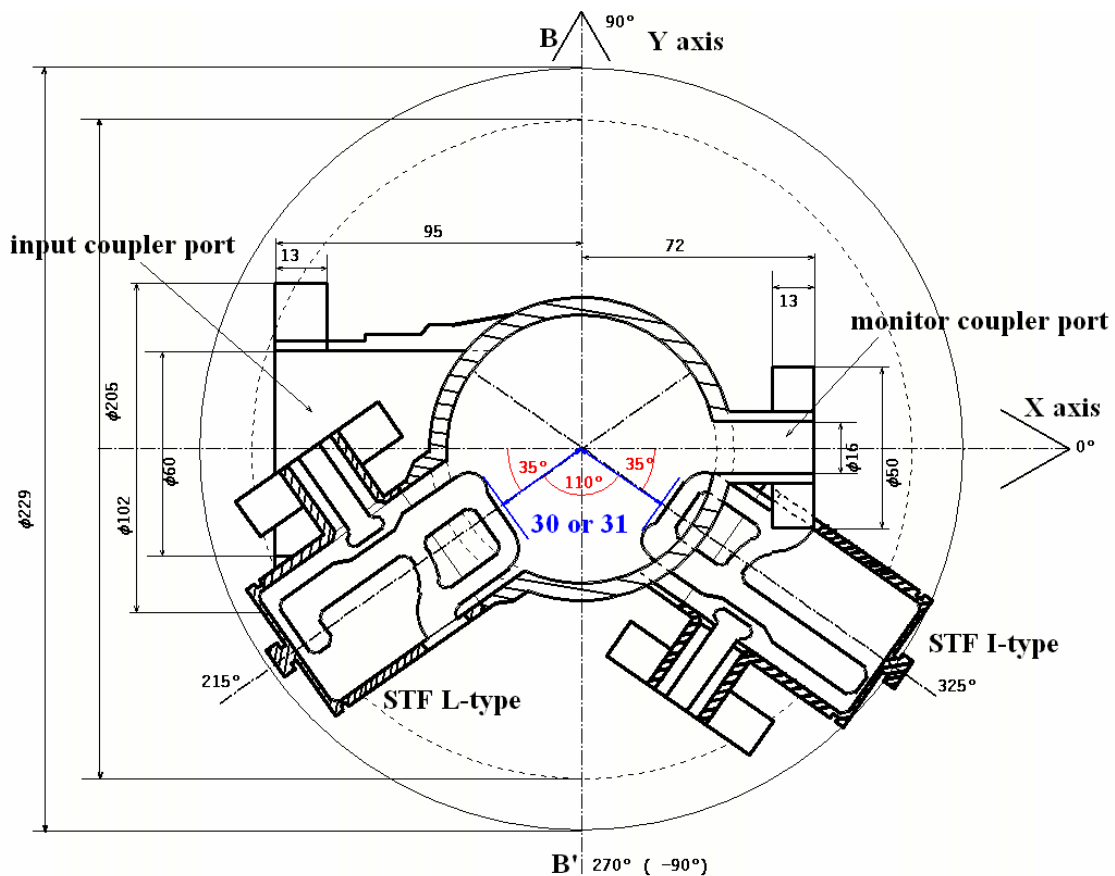 B
90°
Y axis
95
input coupler port
72
13
13
monitor coupler port
X axis
0°
ϕ229
ϕ205
ϕ102
ϕ60
35°
35°
110°
ϕ16
ϕ50
30 or 31
STF I-type
215°
STF L-type
325°
B'
270° ( -90°)